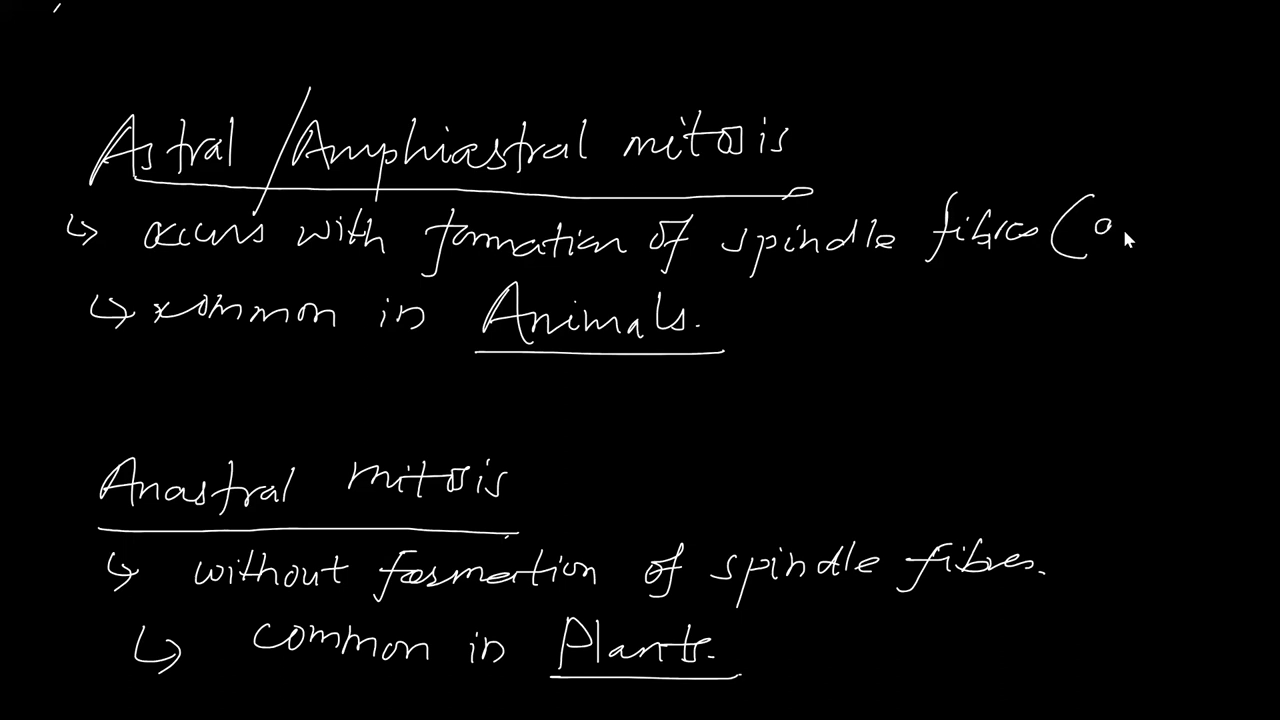 Astral / Amphiastral mitosis
↳ occurs with formation of spindle fibres (a
↳ common in Animals.
Anastral mitosis
↳ without formation of spindle fibres.
↳ common in Plants.